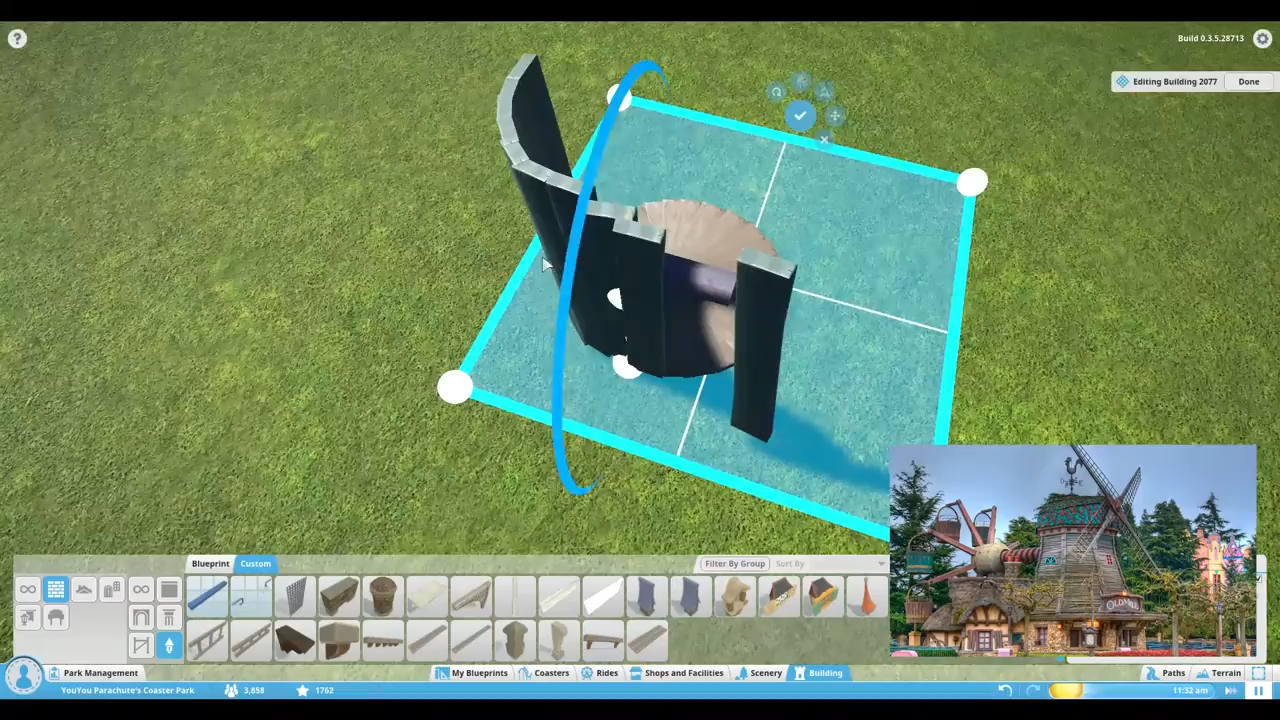 ?
Build 0.3.5.28713
Editing Building 2077
Done
OLD MILL
Blueprint
Custom
Filter By Group
Sort By
Park Management
My Blueprints
Coasters
Rides
Shops and Facilities
Scenery
Building
Paths
Terrain
YouYou Parachute's Coaster Park
3,858
1762
11:32 am